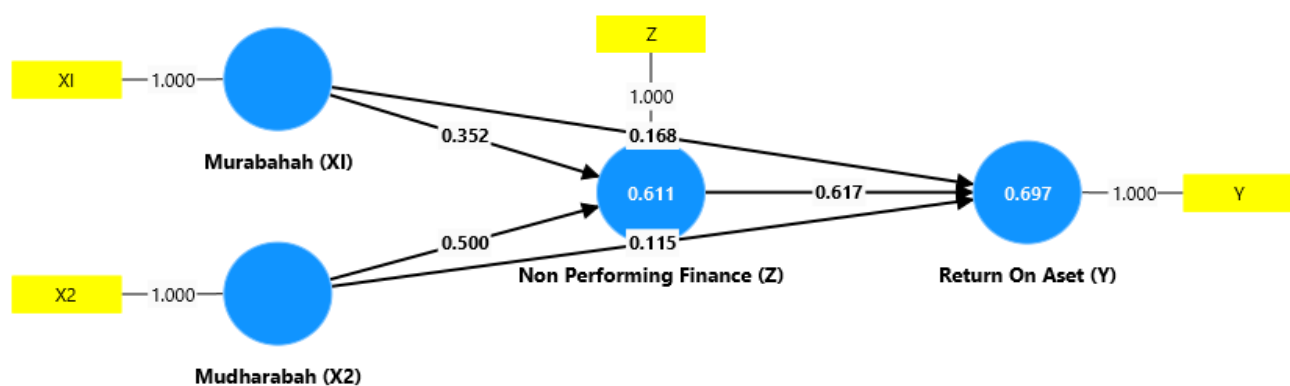 Z
XI
1.000
1.000
0.352
0.168
Murabahah (XI)
0.611
0.617
0.697
1.000
Y
0.500
0.115
Non Performing Finance (Z)
Return On Aset (Y)
X2
1.000
Mudharabah (X2)